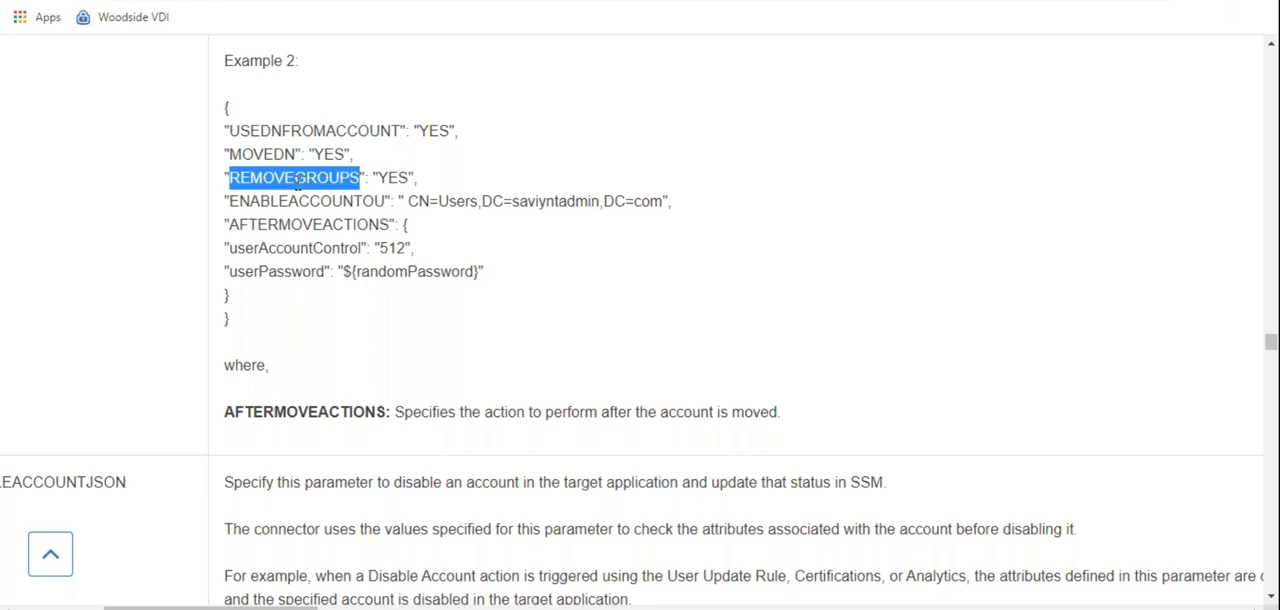 Apps Woodside VDI
Example 2:
{
"USEDNFROMACCOUNT": "YES",
"MOVEDN": "YES",
"REMOVEGROUPS": "YES",
"ENABLEACCOUNTOU": " CN=Users,DC=saviyntadmin,DC=com",
"AFTERMOVEACTIONS": {
"userAccountControl": "512",
"userPassword": "${randomPassword}"
}
}
where,
AFTERMOVEACTIONS: Specifies the action to perform after the account is moved.
LEACCOUNTJSON
Specify this parameter to disable an account in the target application and update that status in SSM.
The connector uses the values specified for this parameter to check the attributes associated with the account before disabling it.
For example, when a Disable Account action is triggered using the User Update Rule, Certifications, or Analytics, the attributes defined in this parameter are
and the specified account is disabled in the target application.